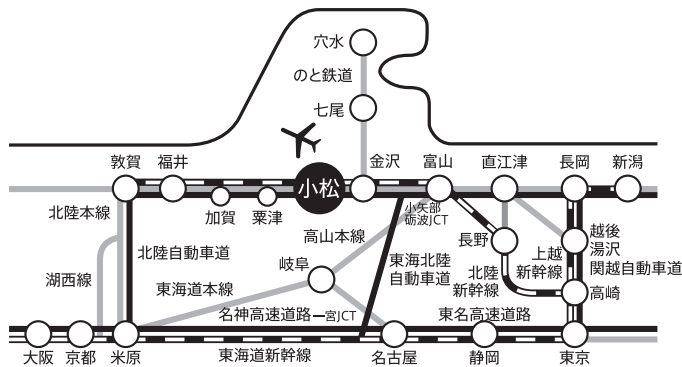 穴水
のと鉄道
七尾
敦賀
福井
小松
金沢
富山
直江津
長岡
新潟
加賀
粟津
小矢部
砺波JCT
北陸本線
高山本線
長野
上越
新幹線
越後
湯沢
北陸自動車道
岐阜
東海北陸
自動車道
北陸
新幹線
関越自動車道
湖西線
東海道本線
高崎
名神高速道路
一宮JCT
東名高速道路
大阪
京都
米原
東海道新幹線
名古屋
静岡
東京